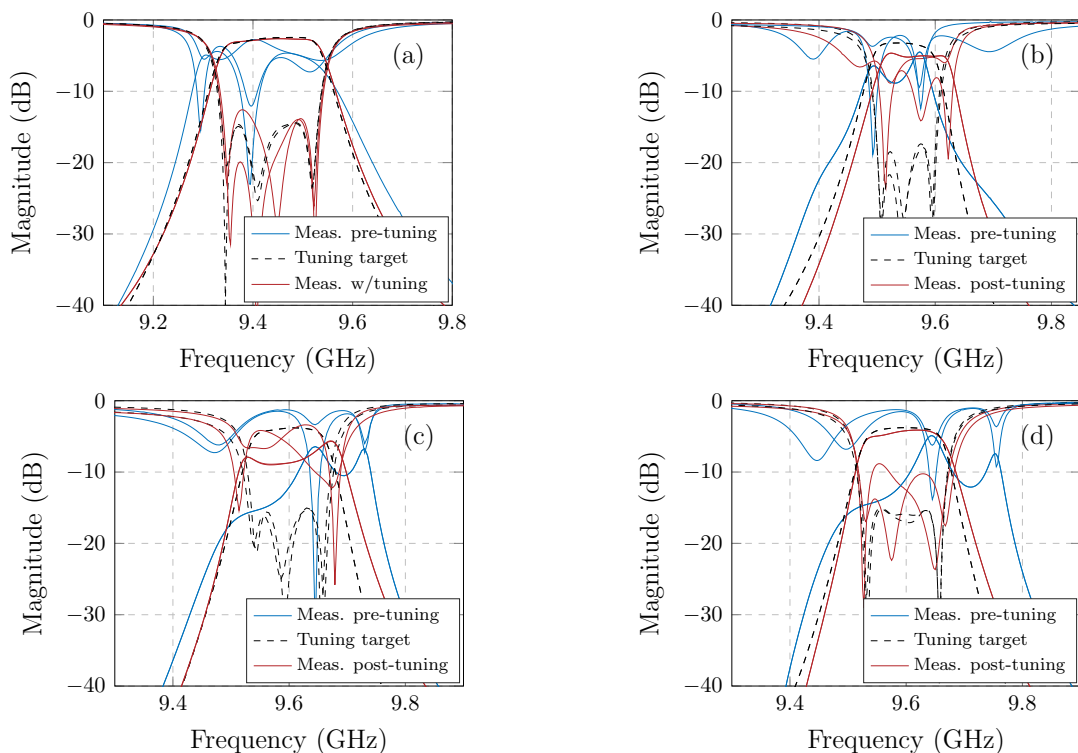 0
−10
−20
−30
−40
Magnitude (dB)
9.2
9.4
9.6
9.8
Frequency (GHz)
(a)
Meas. pre-tuning
Tuning target
Meas. w/tuning
0
−10
−20
−30
−40
Magnitude (dB)
9.4
9.6
9.8
Frequency (GHz)
(b)
Meas. pre-tuning
Tuning target
Meas. post-tuning
0
−10
−20
−30
−40
Magnitude (dB)
9.4
9.6
9.8
Frequency (GHz)
(c)
Meas. pre-tuning
Tuning target
Meas. post-tuning
0
−10
−20
−30
−40
Magnitude (dB)
9.4
9.6
9.8
Frequency (GHz)
(d)
Meas. pre-tuning
Tuning target
Meas. post-tuning